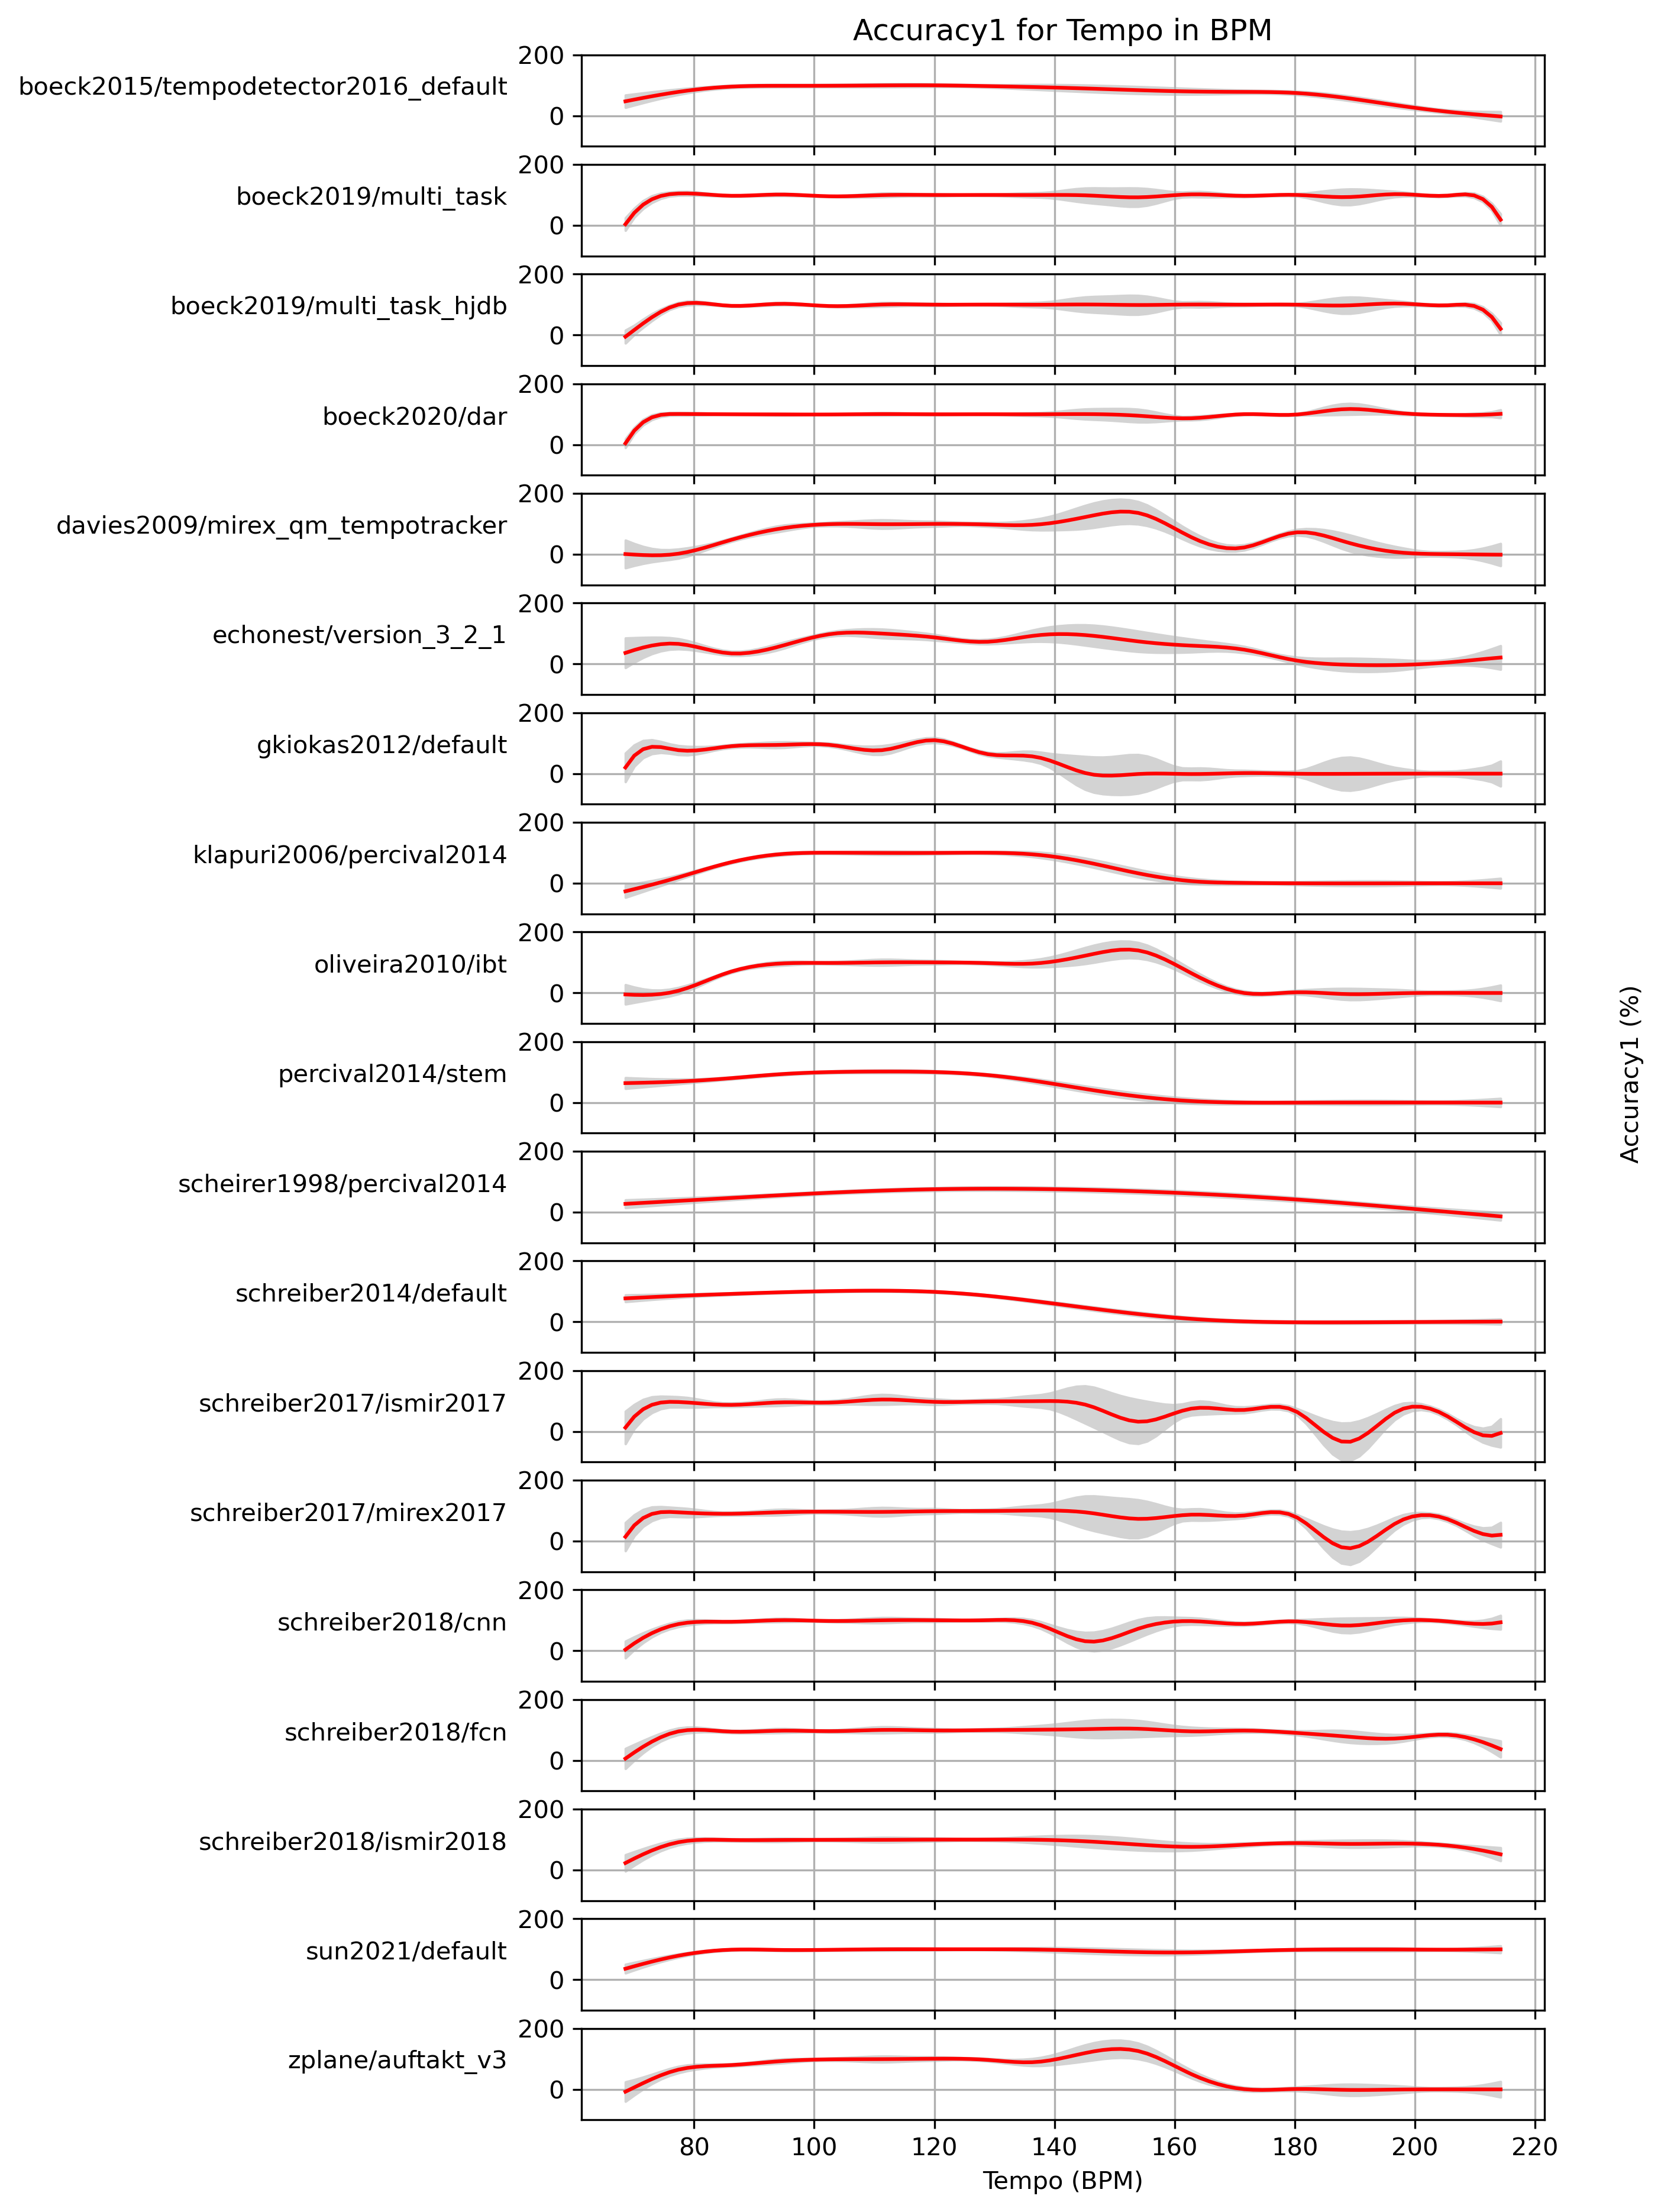 Accuracy1 for Tempo in BPM
boeck2015/tempodetector2016_default
200
0
boeck2019/multi_task
200
0
boeck2019/multi_task_hjdb
200
0
boeck2020/dar
200
0
davies2009/mirex_qm_tempotracker
200
0
echonest/version_3_2_1
200
0
gkiokas2012/default
200
0
klapuri2006/percival2014
200
0
oliveira2010/ibt
200
0
percival2014/stem
200
0
scheirer1998/percival2014
200
0
schreiber2014/default
200
0
schreiber2017/ismir2017
200
0
schreiber2017/mirex2017
200
0
schreiber2018/cnn
200
0
schreiber2018/fcn
200
0
schreiber2018/ismir2018
200
0
sun2021/default
200
0
zplane/auftakt_v3
200
0
80 100 120 140 160 180 200 220
Tempo (BPM)
Accuracy1 (%)